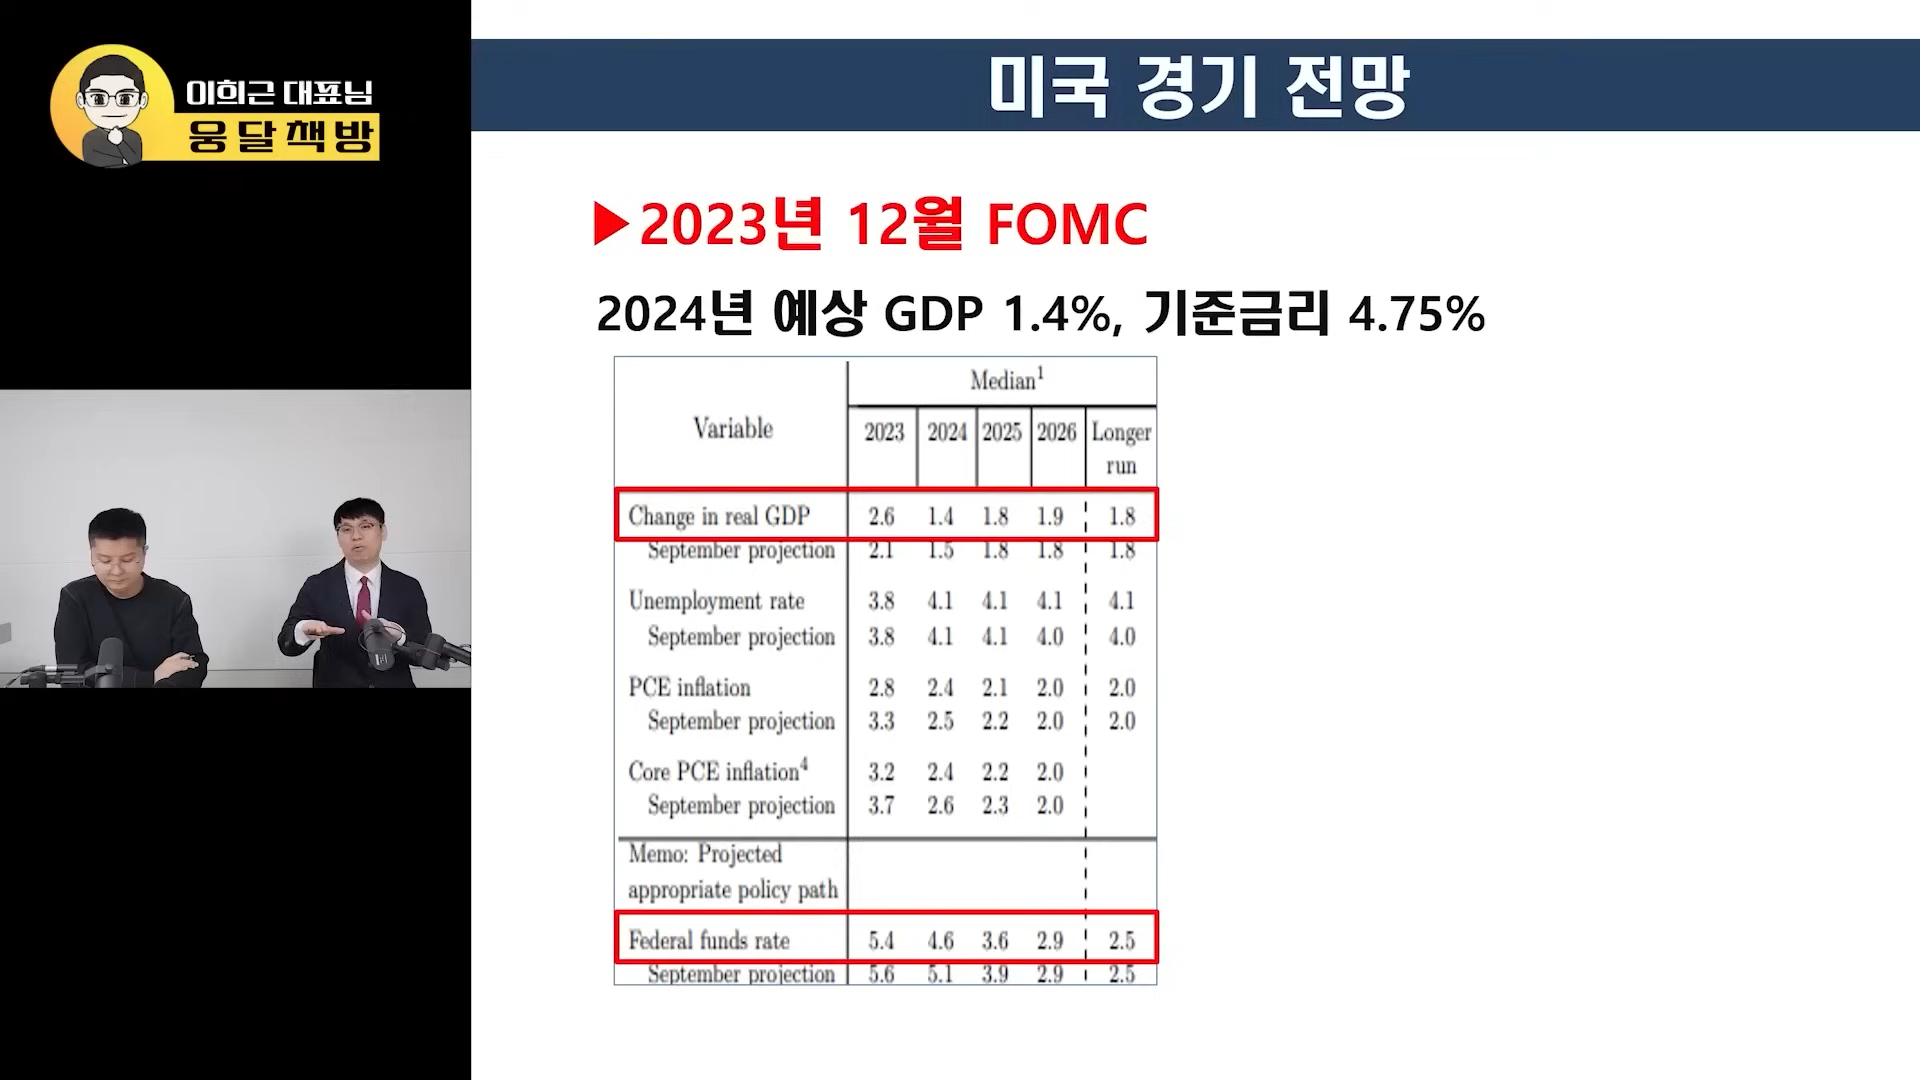 이희근 대표님
웅달책방
미국 경기 전망
▶2023년 12월 FOMC
2024년 예상 GDP 1.4%, 기준금리 4.75%
Variable Median1
2023 2024 2025 2026 Longer run
Change in real GDP 2.6 1.4 1.8 1.9 1.8
September projection 2.1 1.5 1.8 1.8 1.8
Unemployment rate 3.8 4.1 4.1 4.1 4.1
September projection 3.8 4.1 4.1 4.0 4.0
PCE inflation 2.8 2.4 2.1 2.0 2.0
September projection 3.3 2.5 2.2 2.0 2.0
Core PCE inflation4 3.2 2.4 2.2 2.0
September projection 3.7 2.6 2.3 2.0
Memo: Projected
appropriate policy path
Federal funds rate 5.4 4.6 3.6 2.9 2.5
September projection 5.6 5.1 3.9 2.9 2.5